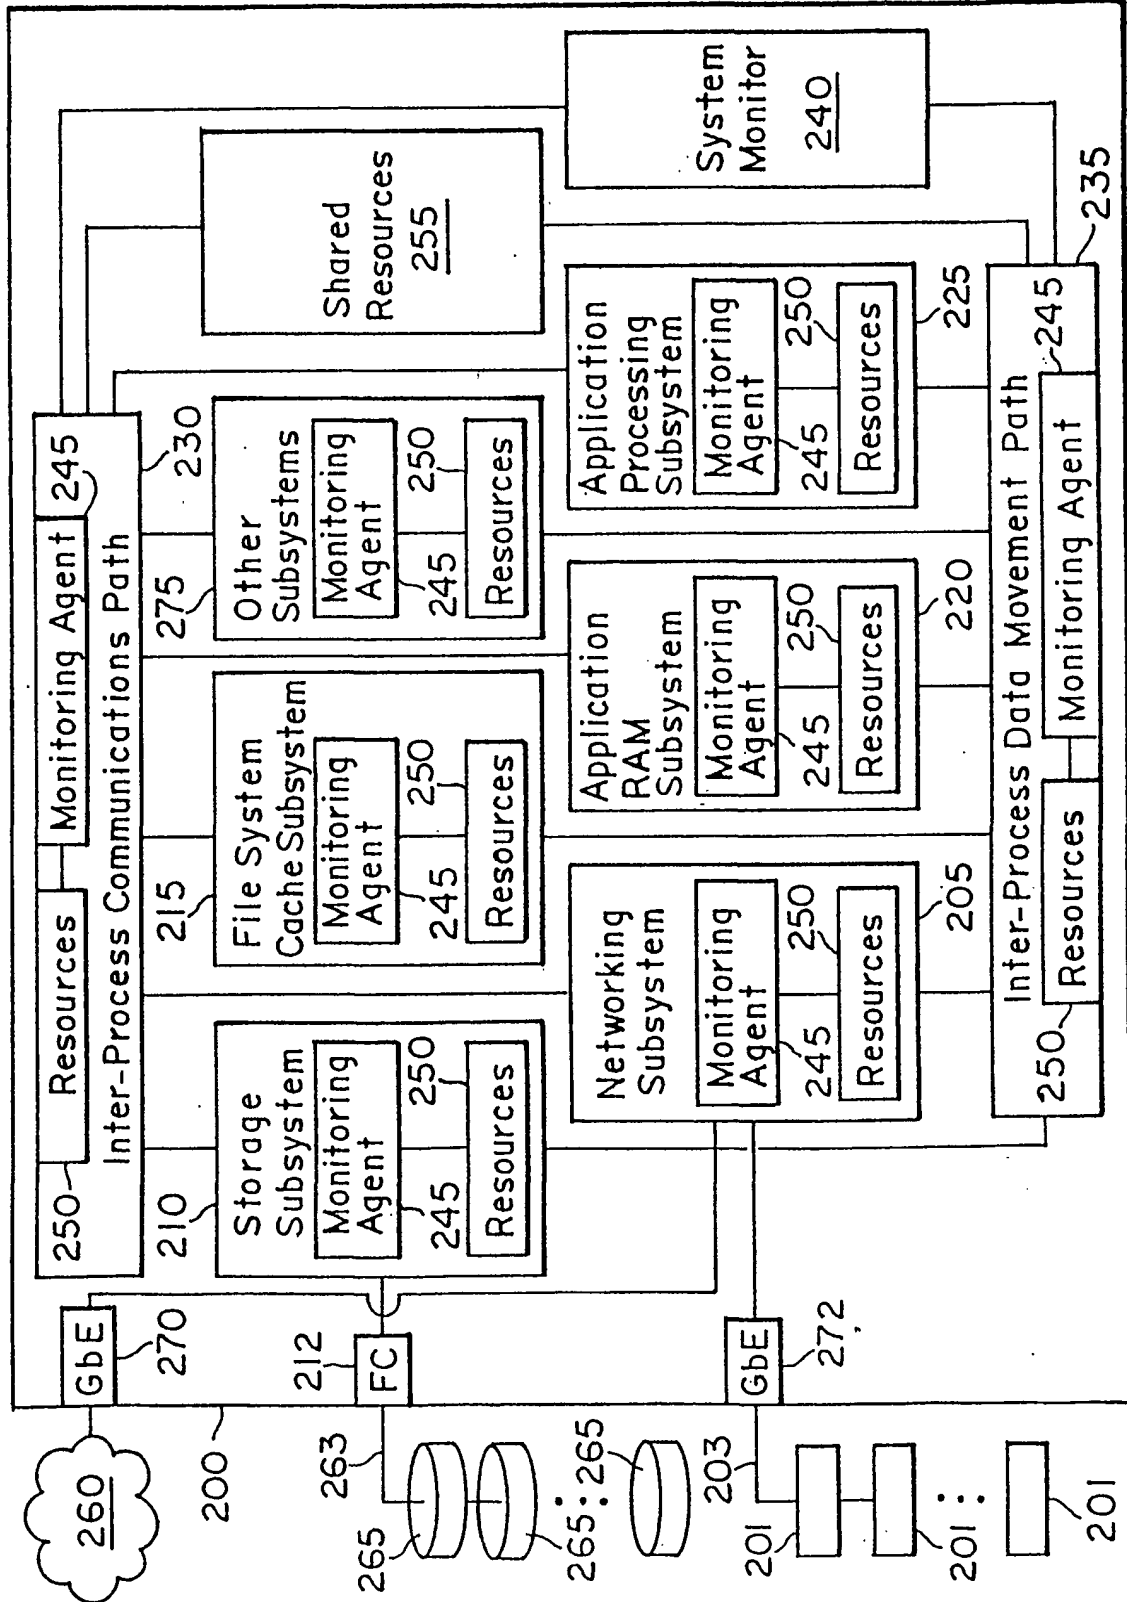 260
GbE
270
200
250
Resources
Monitoring Agent
245
Inter-Process Communications Path
230
210
Storage
Subsystem
Monitoring
Agent
245
250
Resources
215
File System
Cache Subsystem
Monitoring
Agent
245
250
Resources
275
Other
Subsystems
Monitoring
Agent
245
250
Resources
Shared
Resources
255
System
Monitor
240
212
FC
263
265
265
265
Networking
Subsystem
Monitoring
Agent
245
250
Resources
205
Application
RAM
Subsystem
Monitoring
Agent
245
250
Resources
220
Application
Processing
Subsystem
Monitoring
Agent
245
250
Resources
225
GbE
272
203
201
201
201
Inter-Process Data Movement Path
235
250
Resources
Monitoring Agent
245